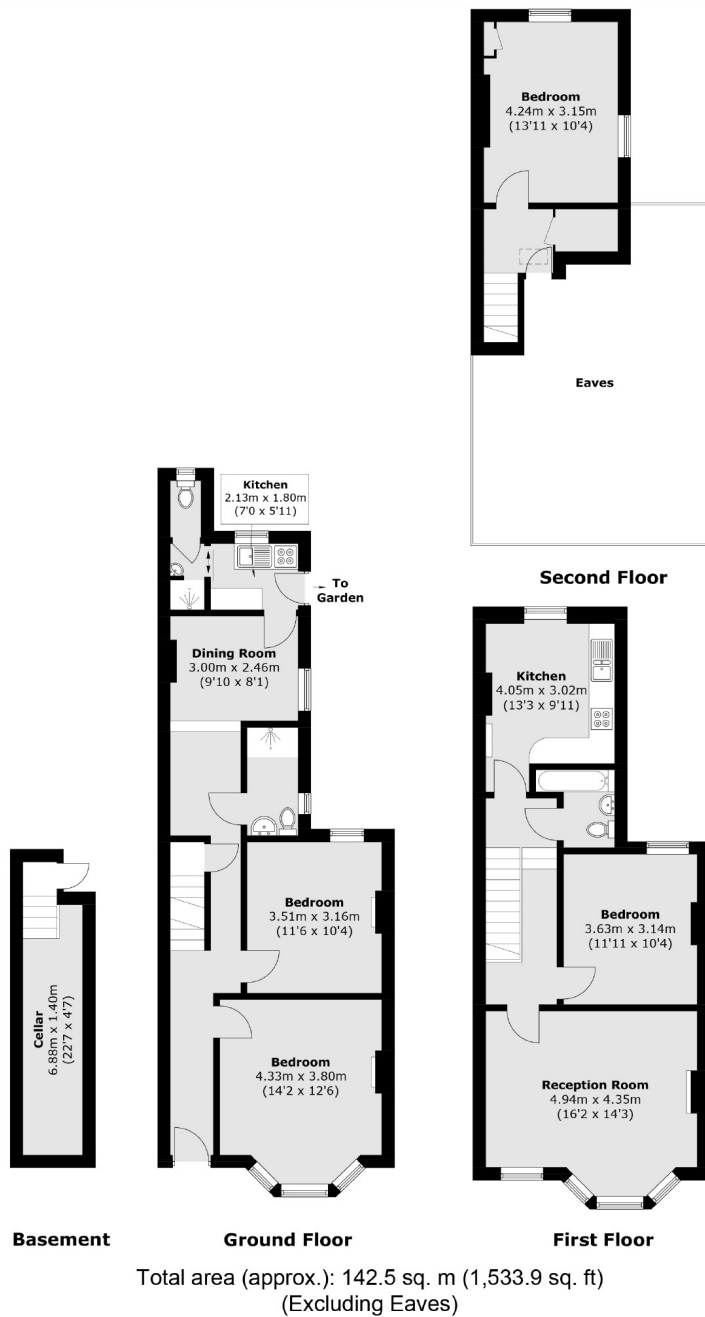 Bedroom
4.24m x 3.15m
(13'11 x 10'4)
Eaves
Second Floor
Kitchen
2.13m x 1.80m
(7'0 x 5'11)
To
Garden
Dining Room
3.00m x 2.46m
(9'10 x 8'1)
Kitchen
4.05m x 3.02m
(13'3 x 9'11)
Bedroom
3.51m x 3.16m
(11'6 x 10'4)
Bedroom
3.63m x 3.14m
(11'11 x 10'4)
Cellar
6.88m x 1.40m
(22'7 x 4'7)
Bedroom
4.33m x 3.80m
(14'2 x 12'6)
Reception Room
4.94m x 4.35m
(16'2 x 14'3)
Basement
Ground Floor
First Floor
Total area (approx.): 142.5 sq. m (1,533.9 sq. ft)
(Excluding Eaves)